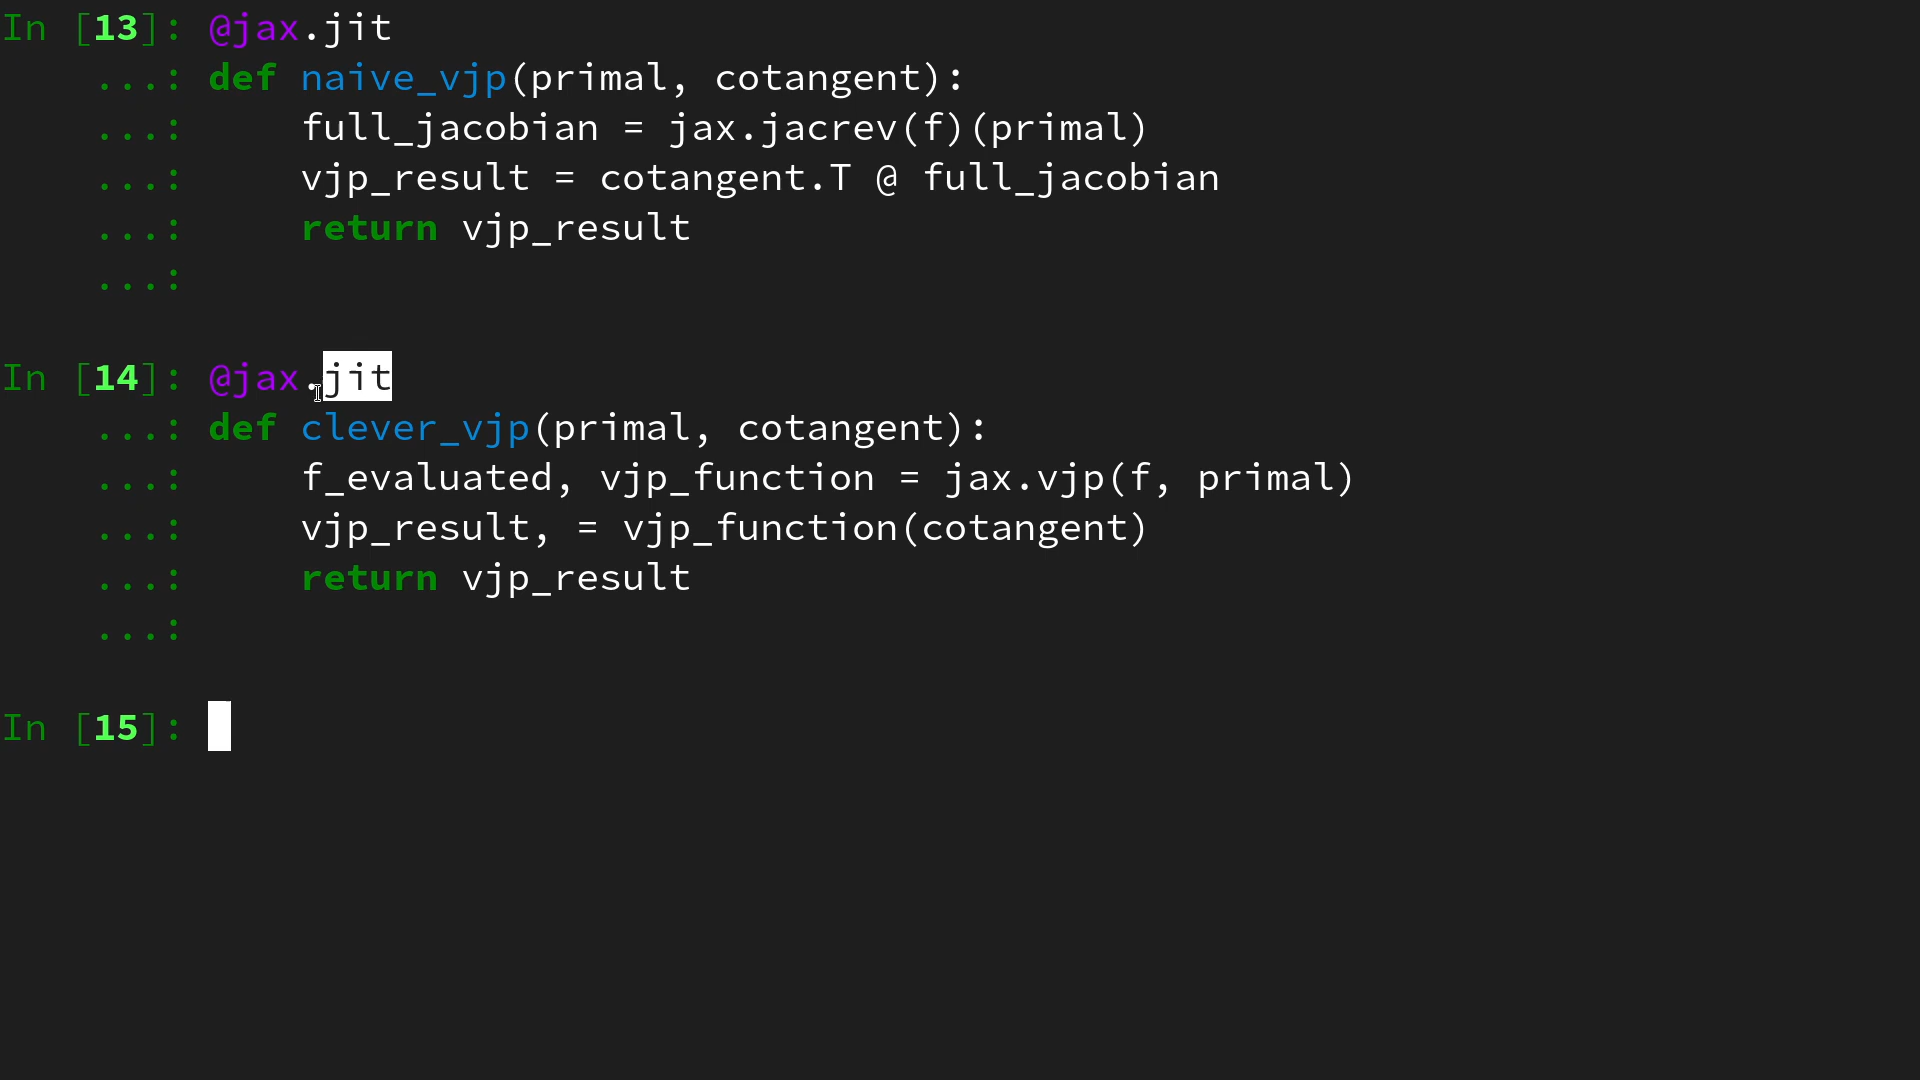 In [13]: @jax.jit
    ...: def naive_vjp(primal, cotangent):
    ...:     full_jacobian = jax.jacrev(f)(primal)
    ...:     vjp_result = cotangent.T @ full_jacobian
    ...:     return vjp_result
    ...:
In [14]: @jax.jit
    ...: def clever_vjp(primal, cotangent):
    ...:     f_evaluated, vjp_function = jax.vjp(f, primal)
    ...:     vjp_result, = vjp_function(cotangent)
    ...:     return vjp_result
    ...:
In [15]: